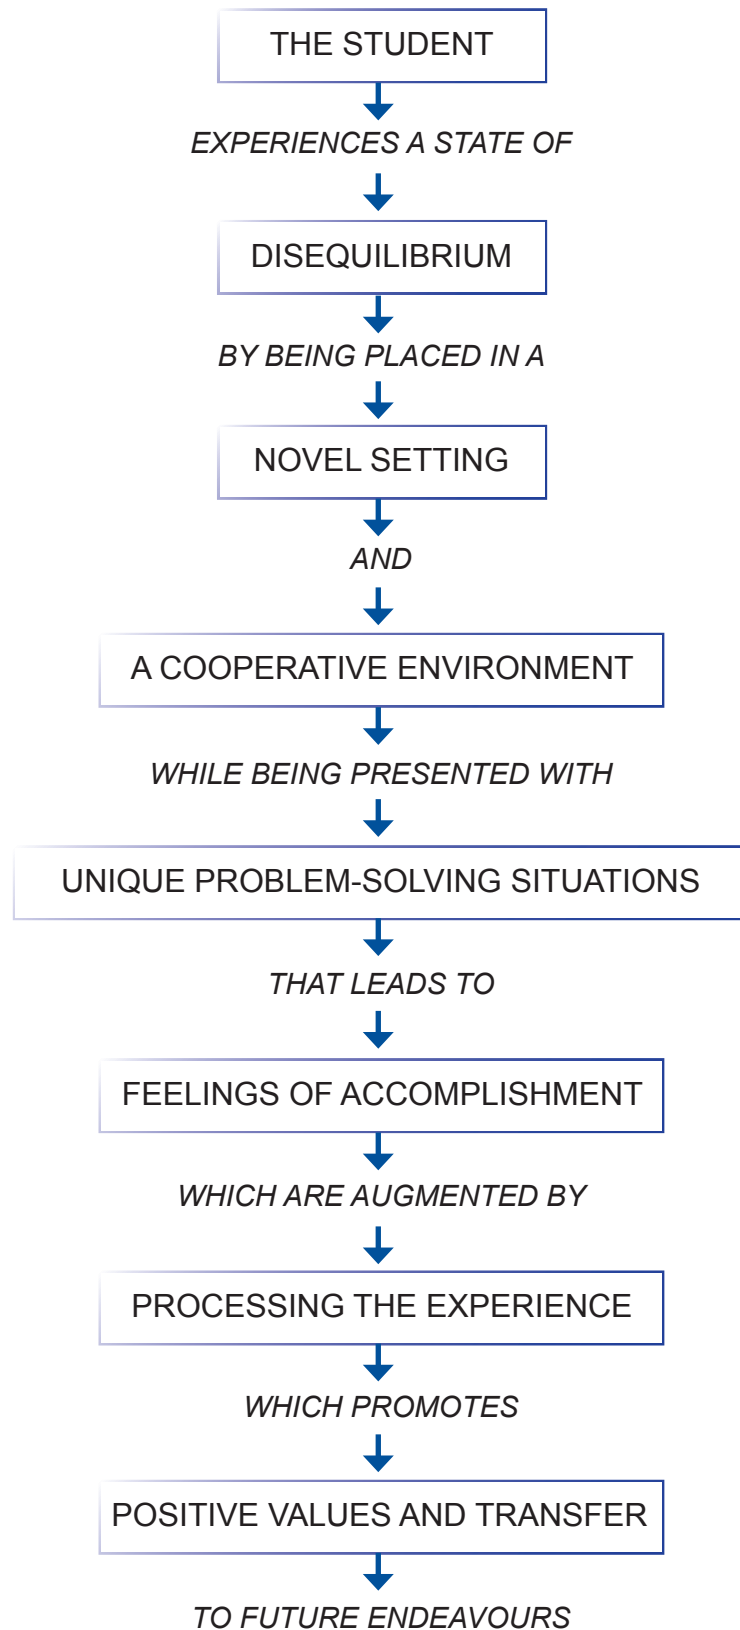 THE STUDENT
EXPERIENCES A STATE OF
DISEQUILIBRIUM
BY BEING PLACED IN A
NOVEL SETTING
AND
A COOPERATIVE ENVIRONMENT
WHILE BEING PRESENTED WITH
UNIQUE PROBLEM-SOLVING SITUATIONS
THAT LEADS TO
FEELINGS OF ACCOMPLISHMENT
WHICH ARE AUGMENTED BY
PROCESSING THE EXPERIENCE
WHICH PROMOTES
POSITIVE VALUES AND TRANSFER
TO FUTURE ENDEAVOURS